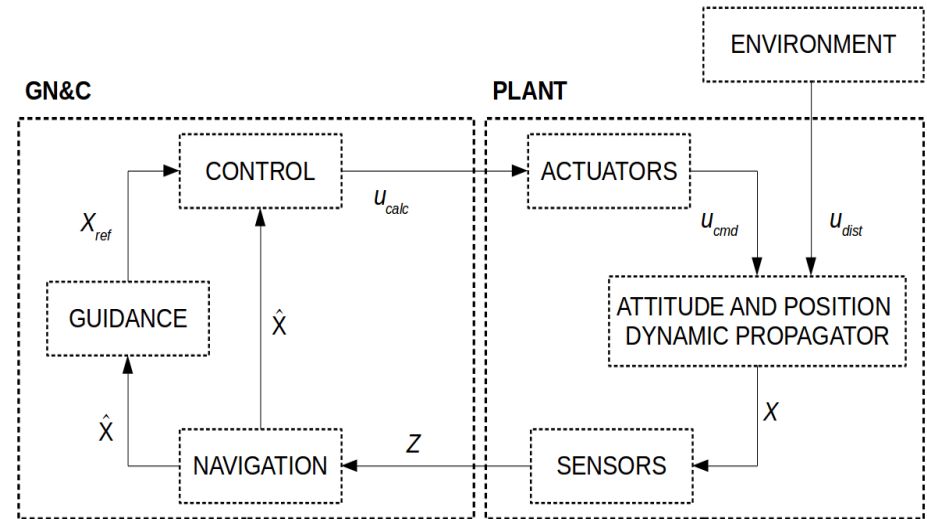 ENVIRONMENT
GN&C
PLANT
CONTROL
ACTUATORS
u_calc
X_ref
u_cmd
u_dist
GUIDANCE
X̂
ATTITUDE AND POSITION
DYNAMIC PROPAGATOR
X̂
X
Z
NAVIGATION
SENSORS